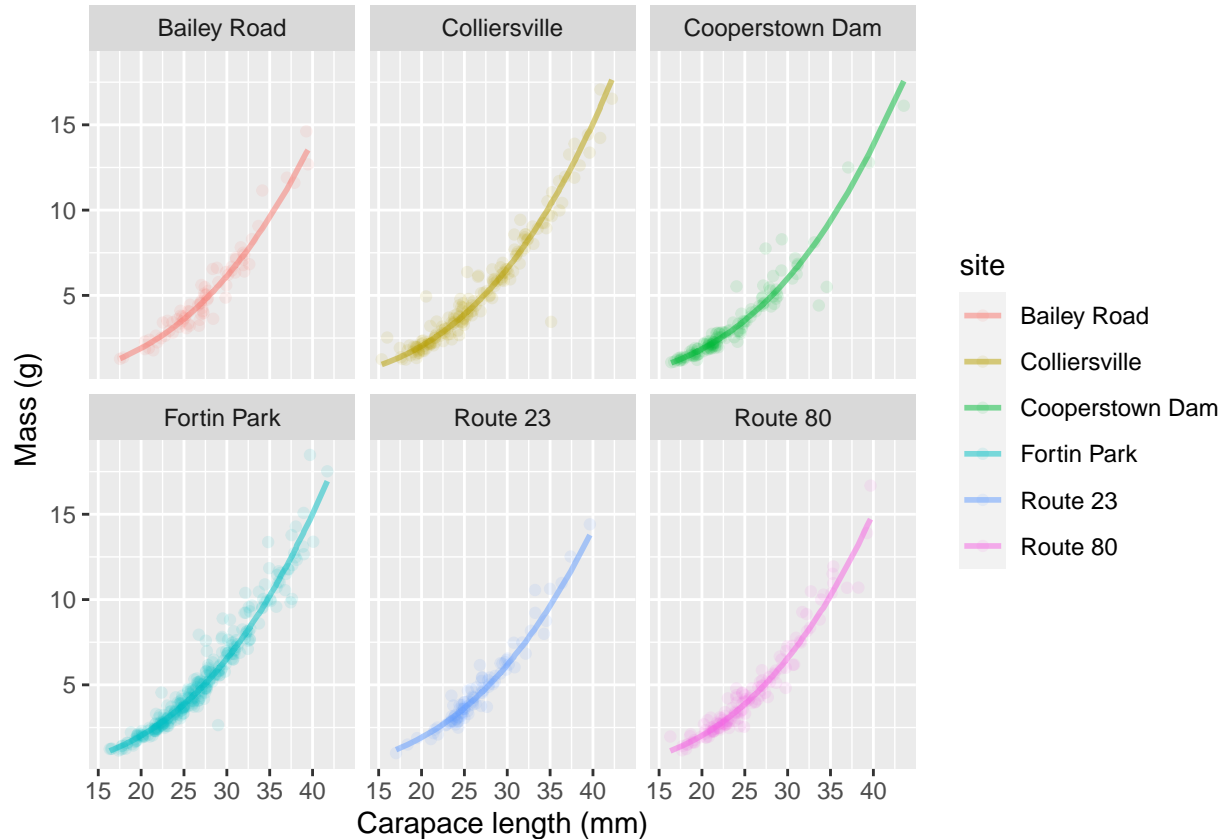 Bailey Road Colliersville Cooperstown Dam
15
10
5
Mass (g)
Fortin Park Route 23 Route 80
15
10
5
15 20 25 30 35 40 15 20 25 30 35 40 15 20 25 30 35 40
Carapace length (mm)
site
Bailey Road
Colliersville
Cooperstown Dam
Fortin Park
Route 23
Route 80